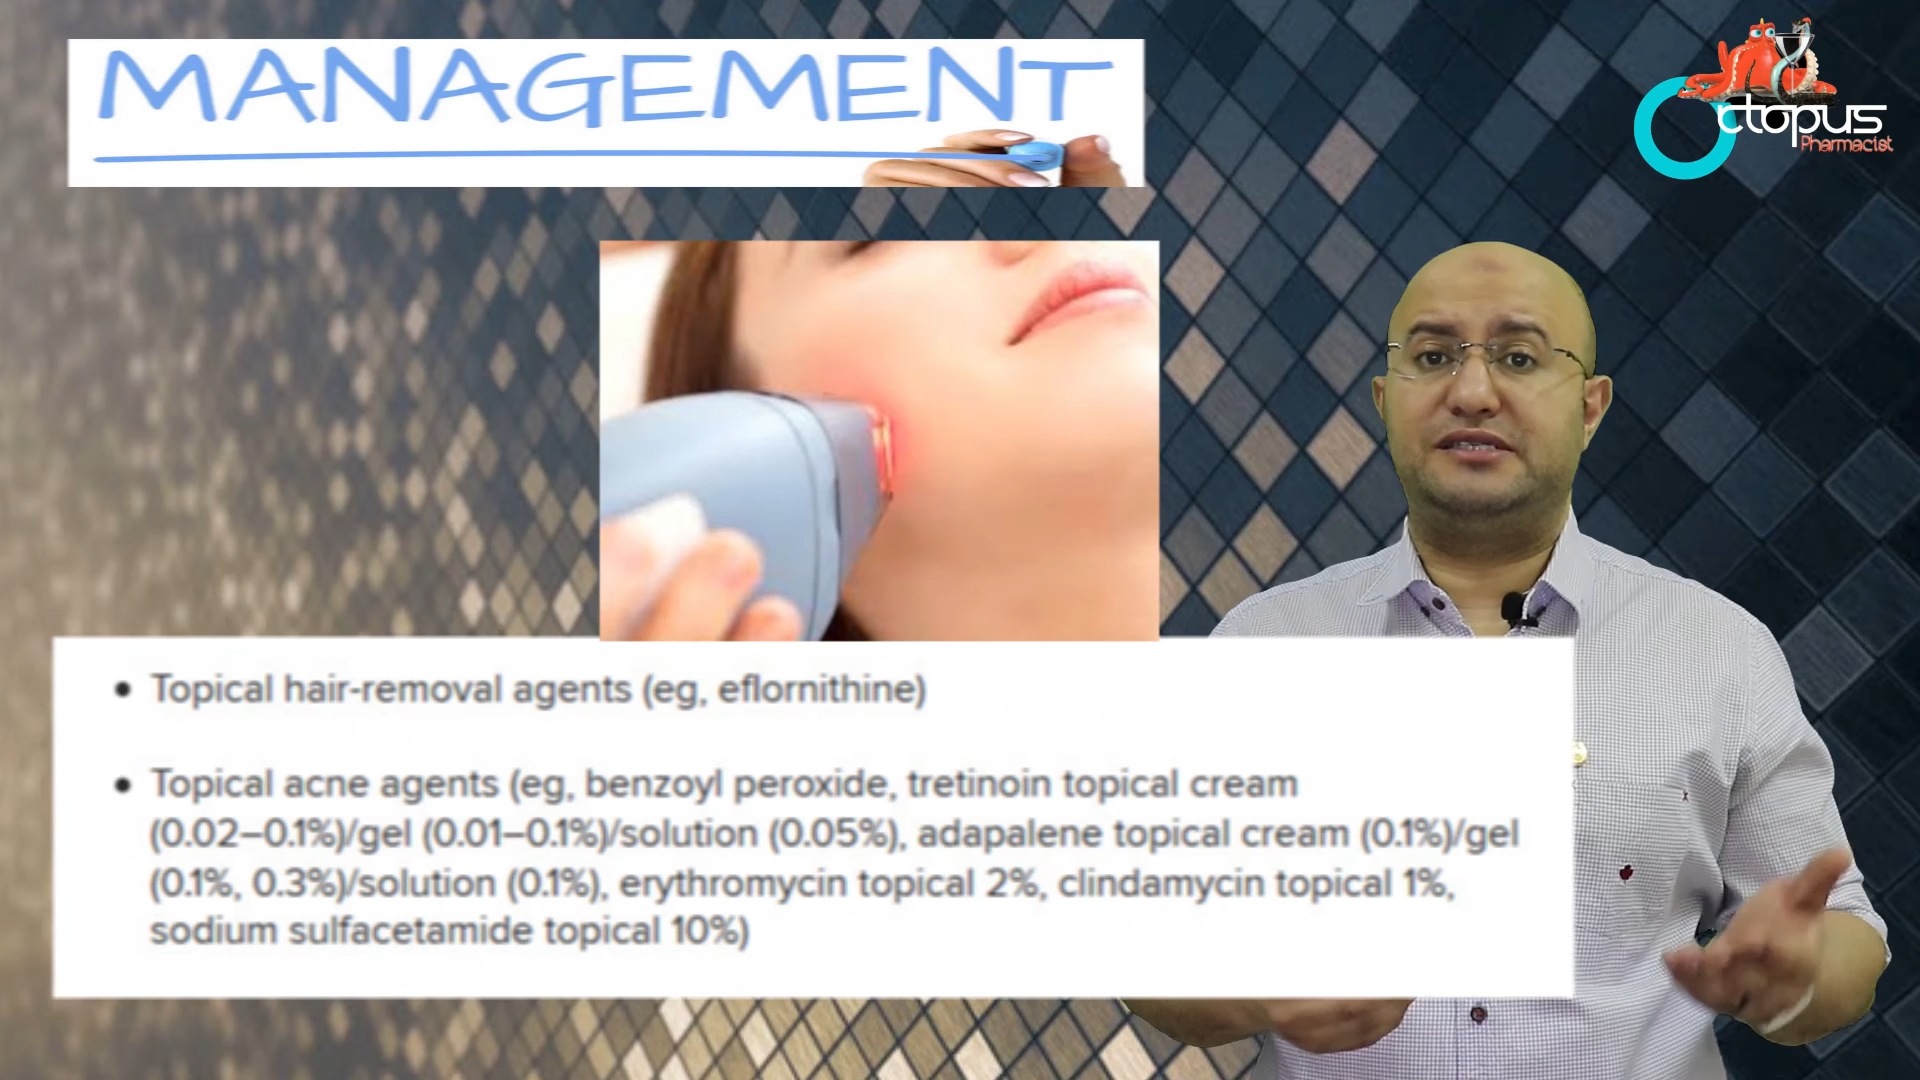 MANAGEMENT
Octopus
Pharmacist
• Topical hair-removal agents (eg, eflornithine)
• Topical acne agents (eg, benzoyl peroxide, tretinoin topical cream
(0.02–0.1%)/gel (0.01–0.1%)/solution (0.05%), adapalene topical cream (0.1%)/gel
(0.1%, 0.3%)/solution (0.1%), erythromycin topical 2%, clindamycin topical 1%,
sodium sulfacetamide topical 10%)